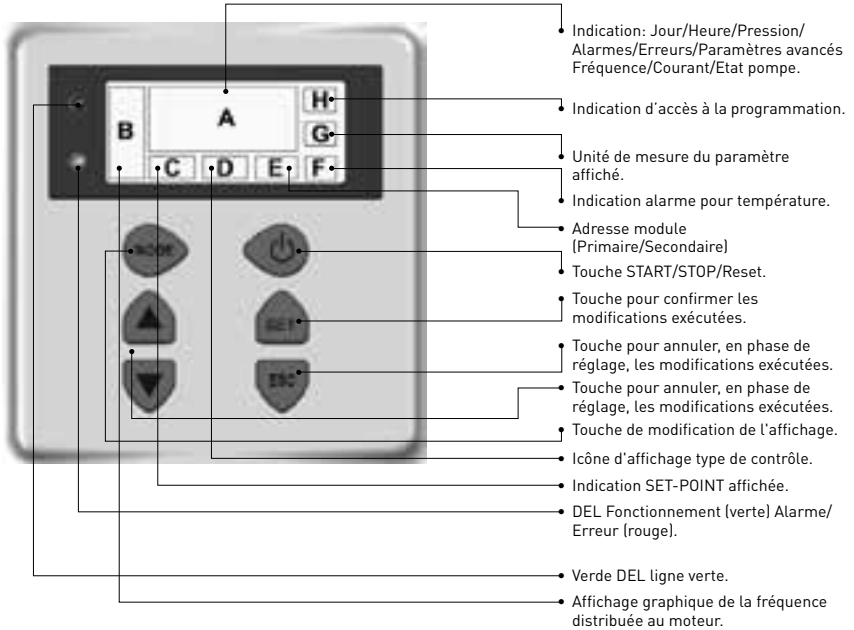 Indication: Jour/Heure/Pression/
Alarmes/Erreurs/Paramètres avancés
Fréquence/Courant/Etat pompe.
Indication d'accès à la programmation.
Unité de mesure du paramètre
affiché.
Indication alarme pour température.
Adresse module
(Primaire/Secondaire)
Touche START/STOP/Reset.
Touche pour confirmer les
modifications exécutées.
Touche pour annuler, en phase de
réglage, les modifications exécutées.
Touche pour annuler, en phase de
réglage, les modifications exécutées.
Touche de modification de l'affichage.
Icône d'affichage type de contrôle.
Indication SET-POINT affichée.
DEL Fonctionnement (verte) Alarme/
Erreur (rouge).
Verde DEL ligne verte.
Affichage graphique de la fréquence
distribuée au moteur.
A
B
C
D
E
F
G
H
MODE
SET
ESC